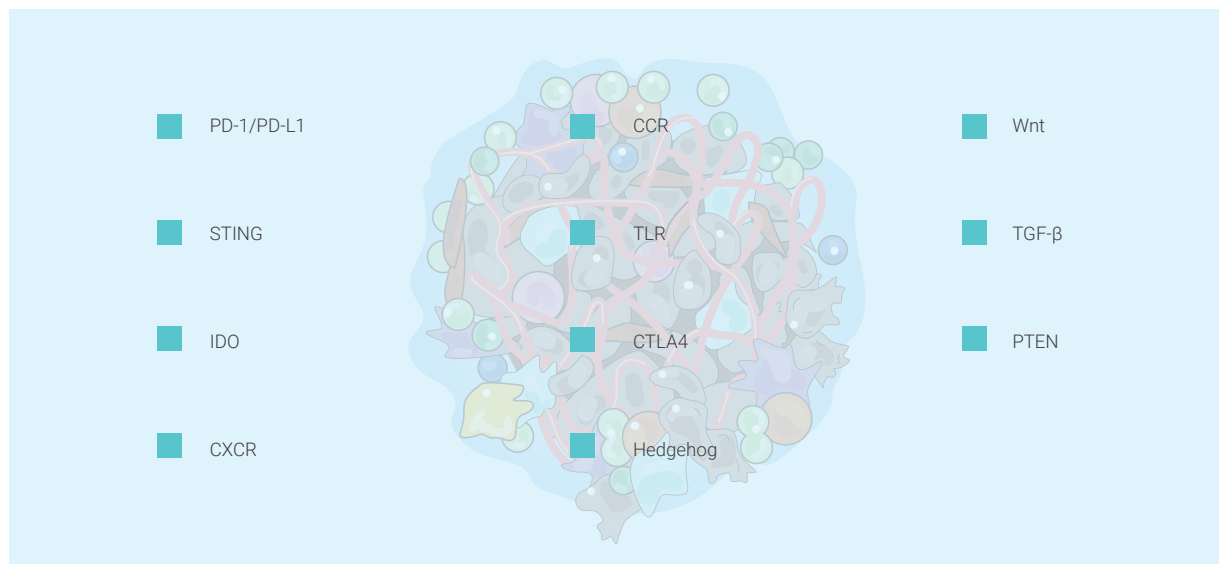 PD-1/PD-L1
STING
IDO
CXCR
CCR
TLR
CTLA4
Hedgehog
Wnt
TGF-β
PTEN